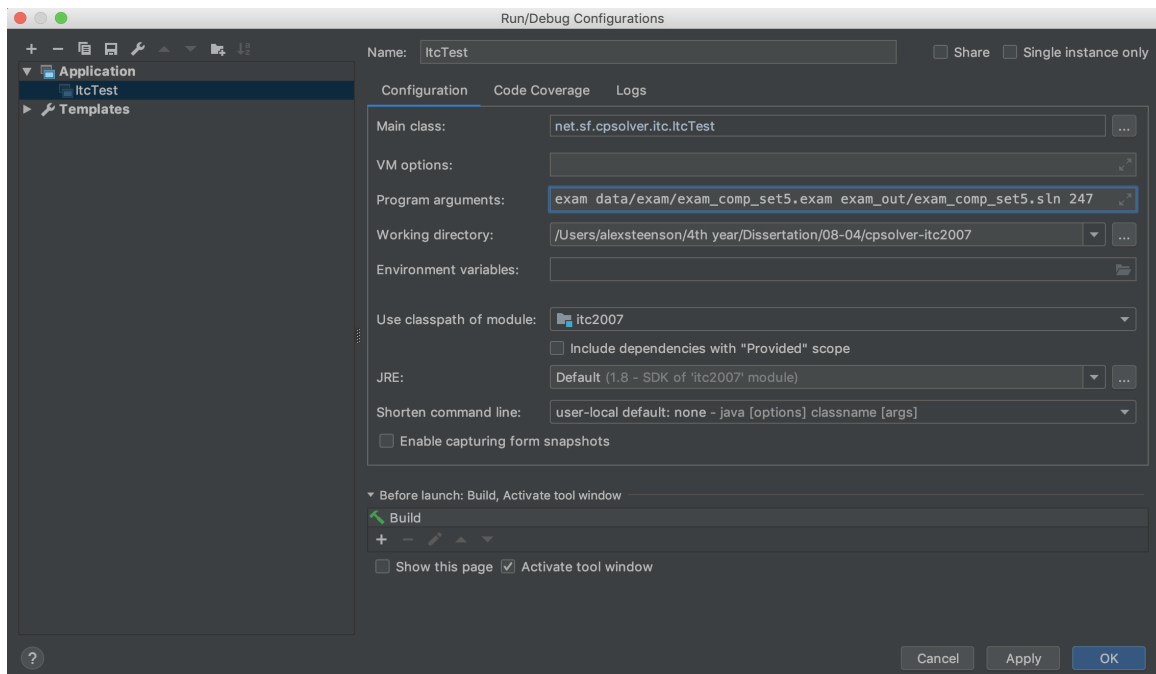 Run/Debug Configurations
Application
ItcTest
Templates
Name: ItcTest Share Single instance only
Configuration Code Coverage Logs
Main class: net.sf.cpsolver.itc.ItcTest ...
VM options:
Program arguments: exam data/exam/exam_comp_set5.exam exam_out/exam_comp_set5.sln 247
Working directory: /Users/alexsteenson/4th year/Dissertation/08-04/cpsolver-itc2007 ...
Environment variables:
Use classpath of module: itc2007
Include dependencies with "Provided" scope
JRE: Default (1.8 - SDK of 'itc2007' module) ...
Shorten command line: user-local default: none - java [options] classname [args]
Enable capturing form snapshots
Before launch: Build, Activate tool window
Build
Show this page Activate tool window
? Cancel Apply OK